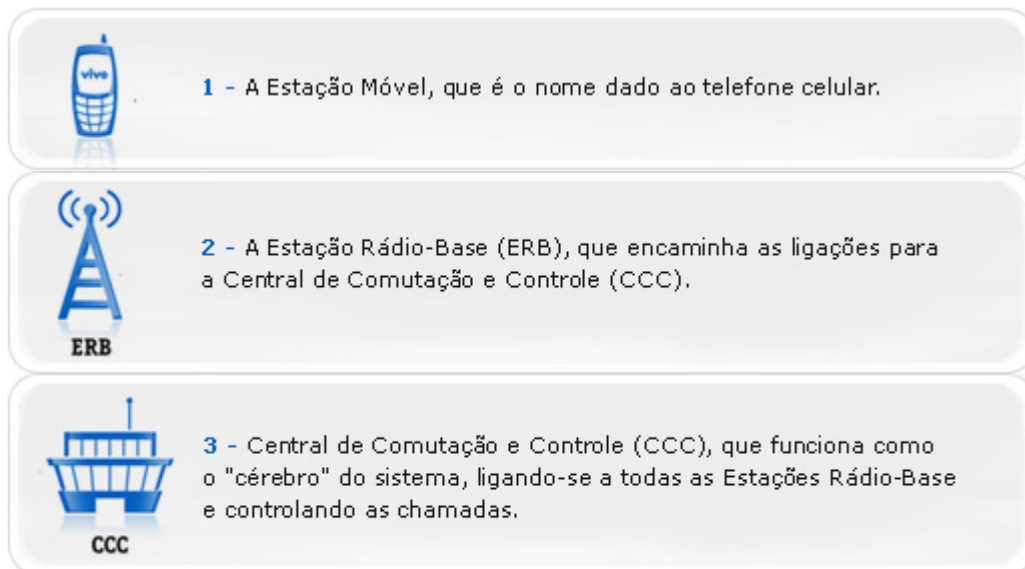 vivo
1 - A Estação Móvel, que é o nome dado ao telefone celular.
2 - A Estação Rádio-Base (ERB), que encaminha as ligações para
a Central de Comutação e Controle (CCC).
ERB
3 - Central de Comutação e Controle (CCC), que funciona como
o "cérebro" do sistema, ligando-se a todas as Estações Rádio-Base
e controlando as chamadas.
CCC